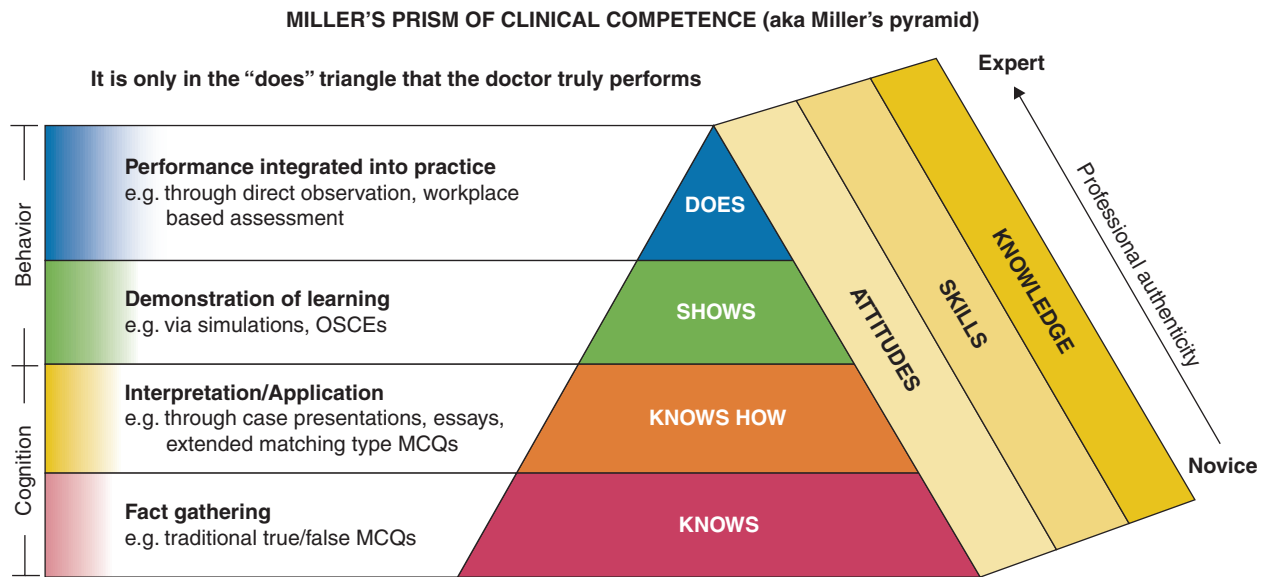 MILLER'S PRISM OF CLINICAL COMPETENCE (aka Miller's pyramid)
It is only in the “does” triangle that the doctor truly performs
Expert
Professional authenticity
Novice
Behavior
Cognition
Performance integrated into practice
e.g. through direct observation, workplace
based assessment
DOES
Demonstration of learning
e.g. via simulations, OSCEs
SHOWS
Interpretation/Application
e.g. through case presentations, essays,
extended matching type MCQs
KNOWS HOW
Fact gathering
e.g. traditional true/false MCQs
KNOWS
ATTITUDES
SKILLS
KNOWLEDGE